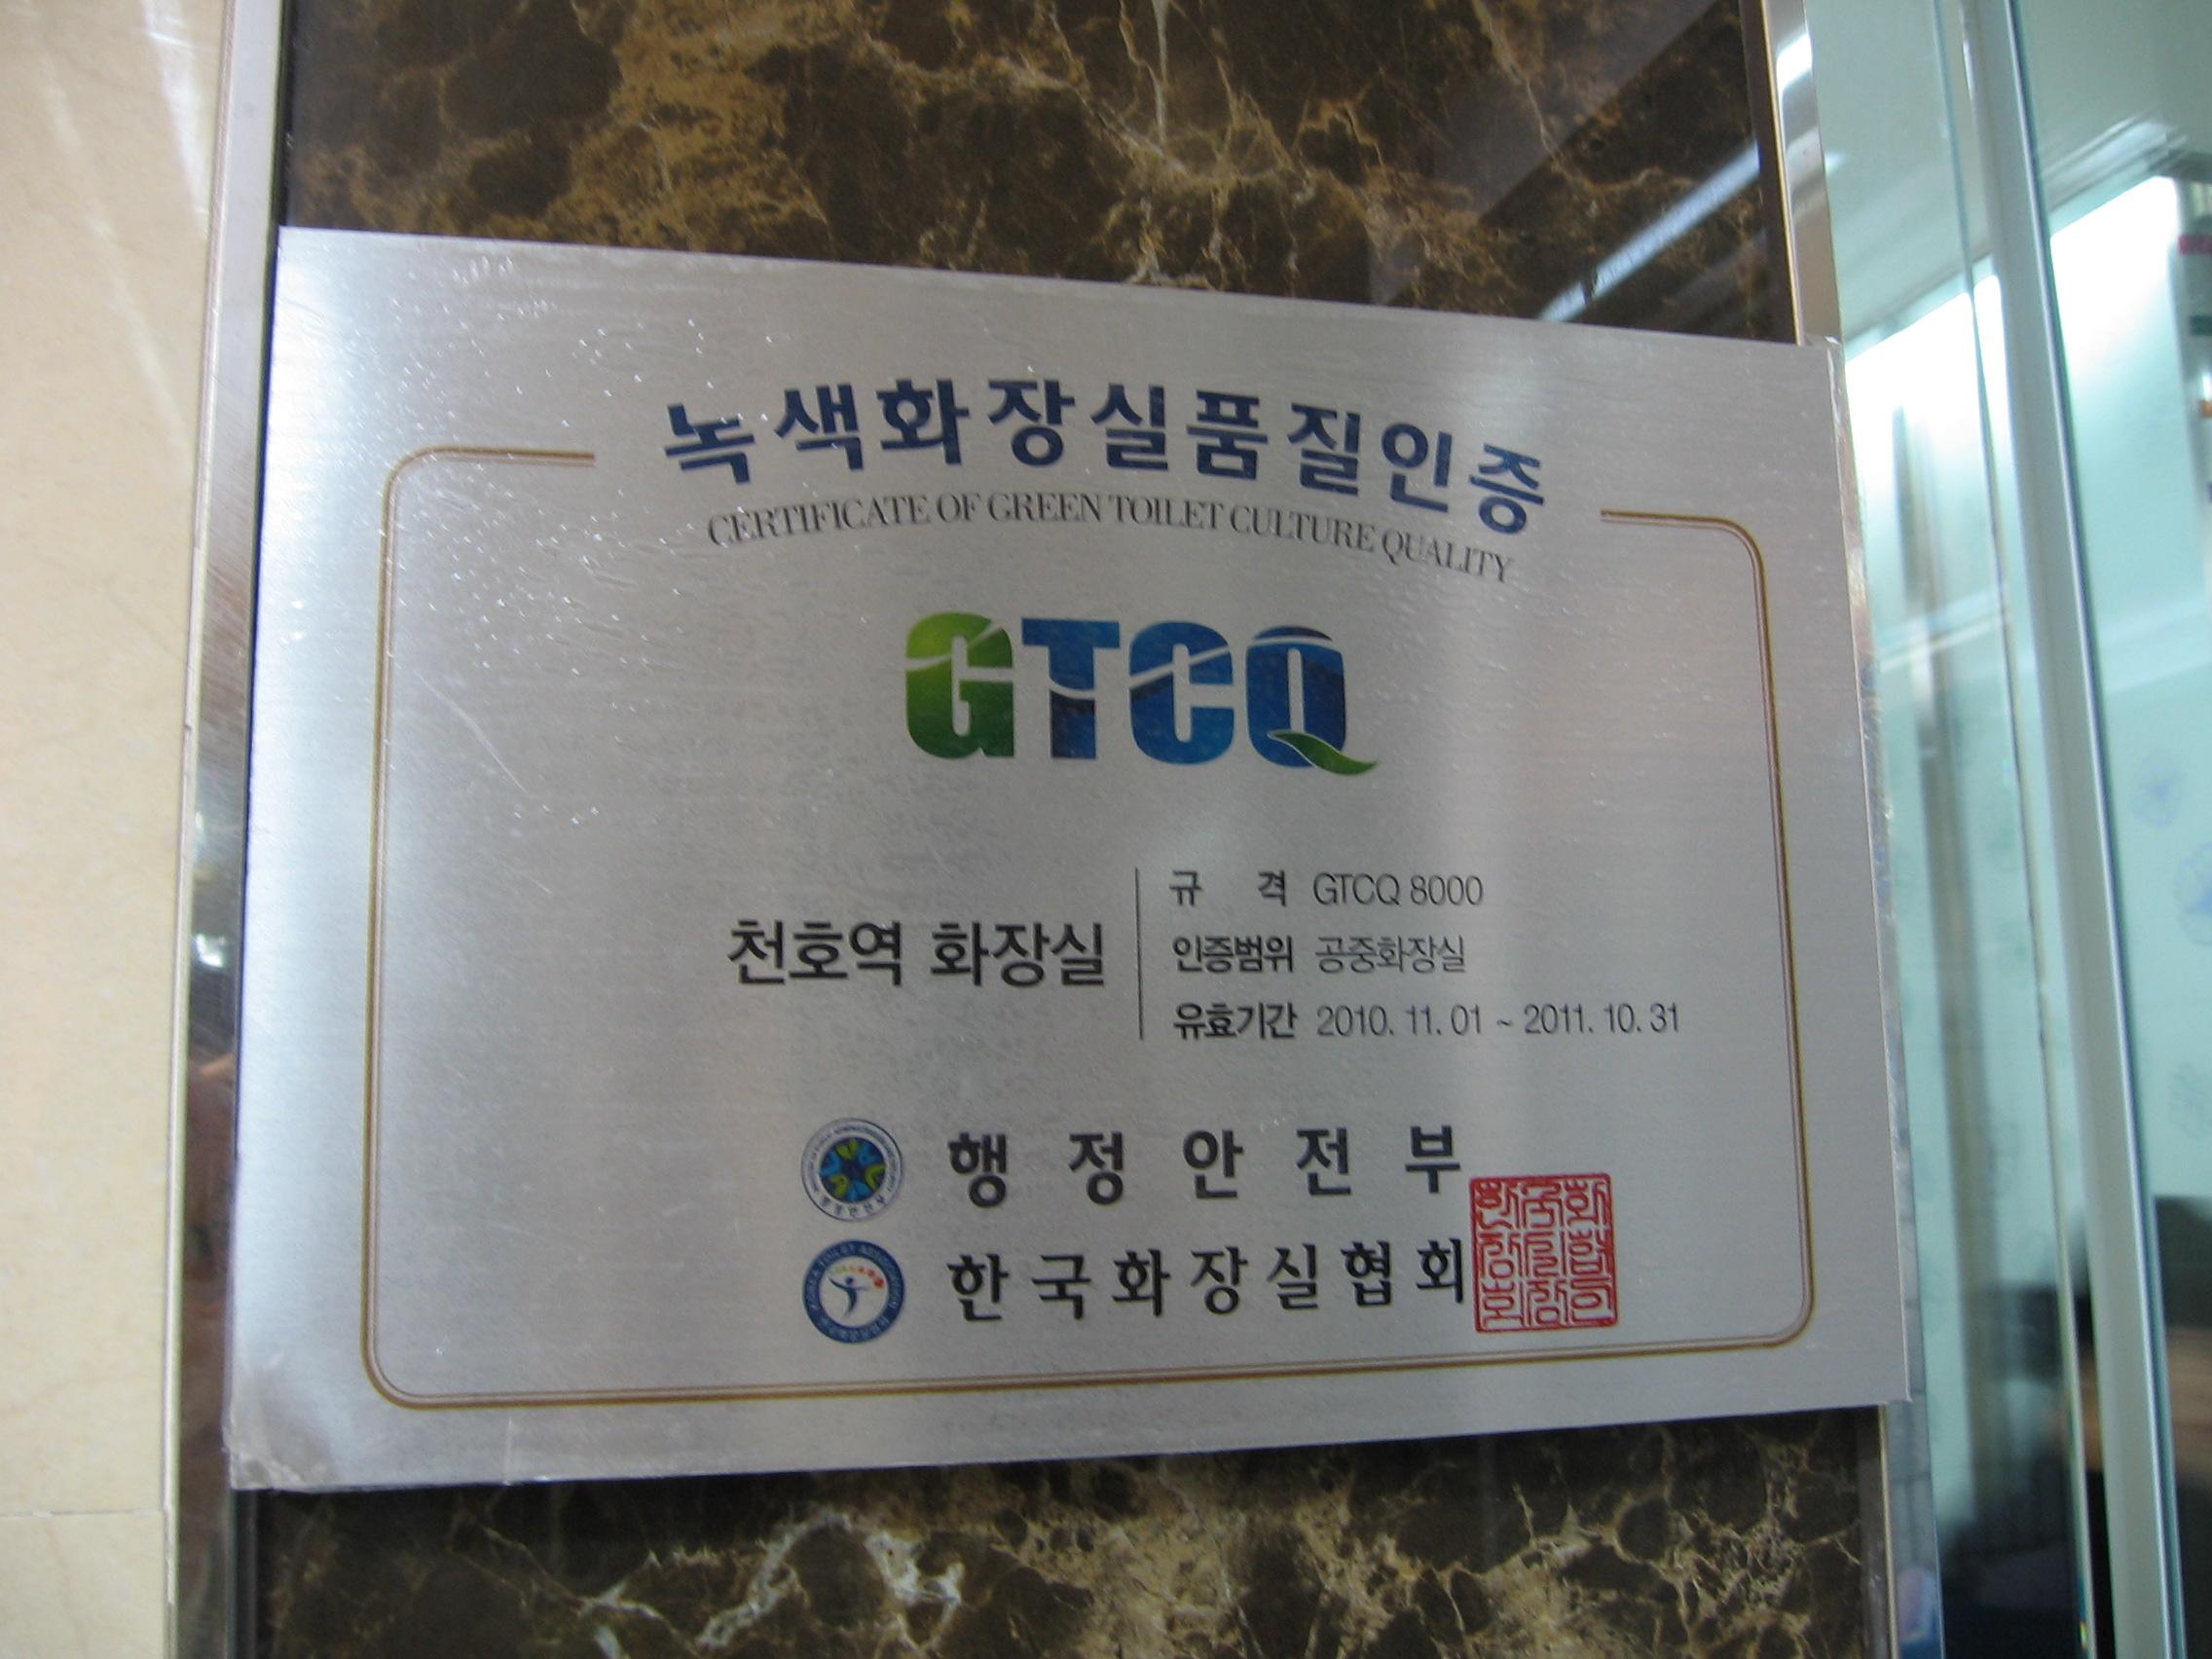 녹색화장실품질인증
CERTIFICATE OF GREEN TOILET CULTURE QUALITY
GTCQ
천호역 화장실
규 격 GTCQ 8000
인증범위 공중화장실
유효기간 2010. 11. 01 ~ 2011. 10. 31
행 정 안 전 부
한 국 화 장 실 협 회